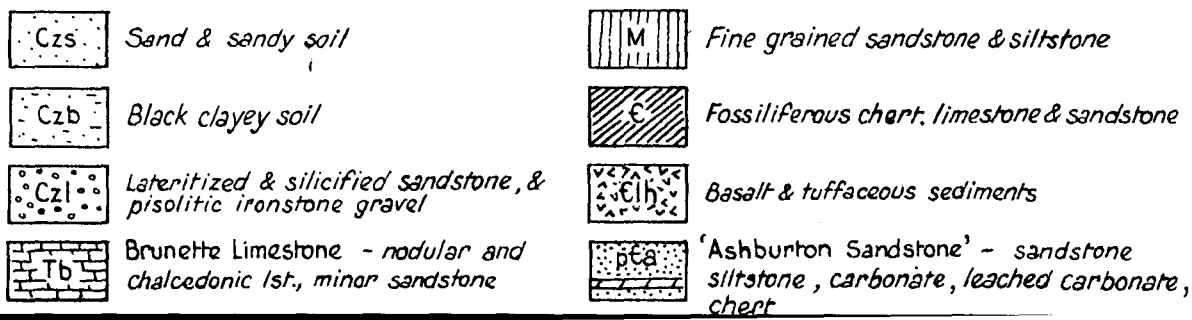 Czs Sand & sandy soil
Czb Black clayey soil
Czl Lateritized & silicified sandstone, &
pisolitic ironstone gravel
Tb Brunette Limestone - nodular and
chalcedonic lst., minor sandstone
M Fine grained sandstone & siltstone
Є Fossiliferous chert, limestone & sandstone
Єlh Basalt & tuffaceous sediments
pЄa 'Ashburton Sandstone' - sandstone
siltstone, carbonate, leached carbonate,
chert